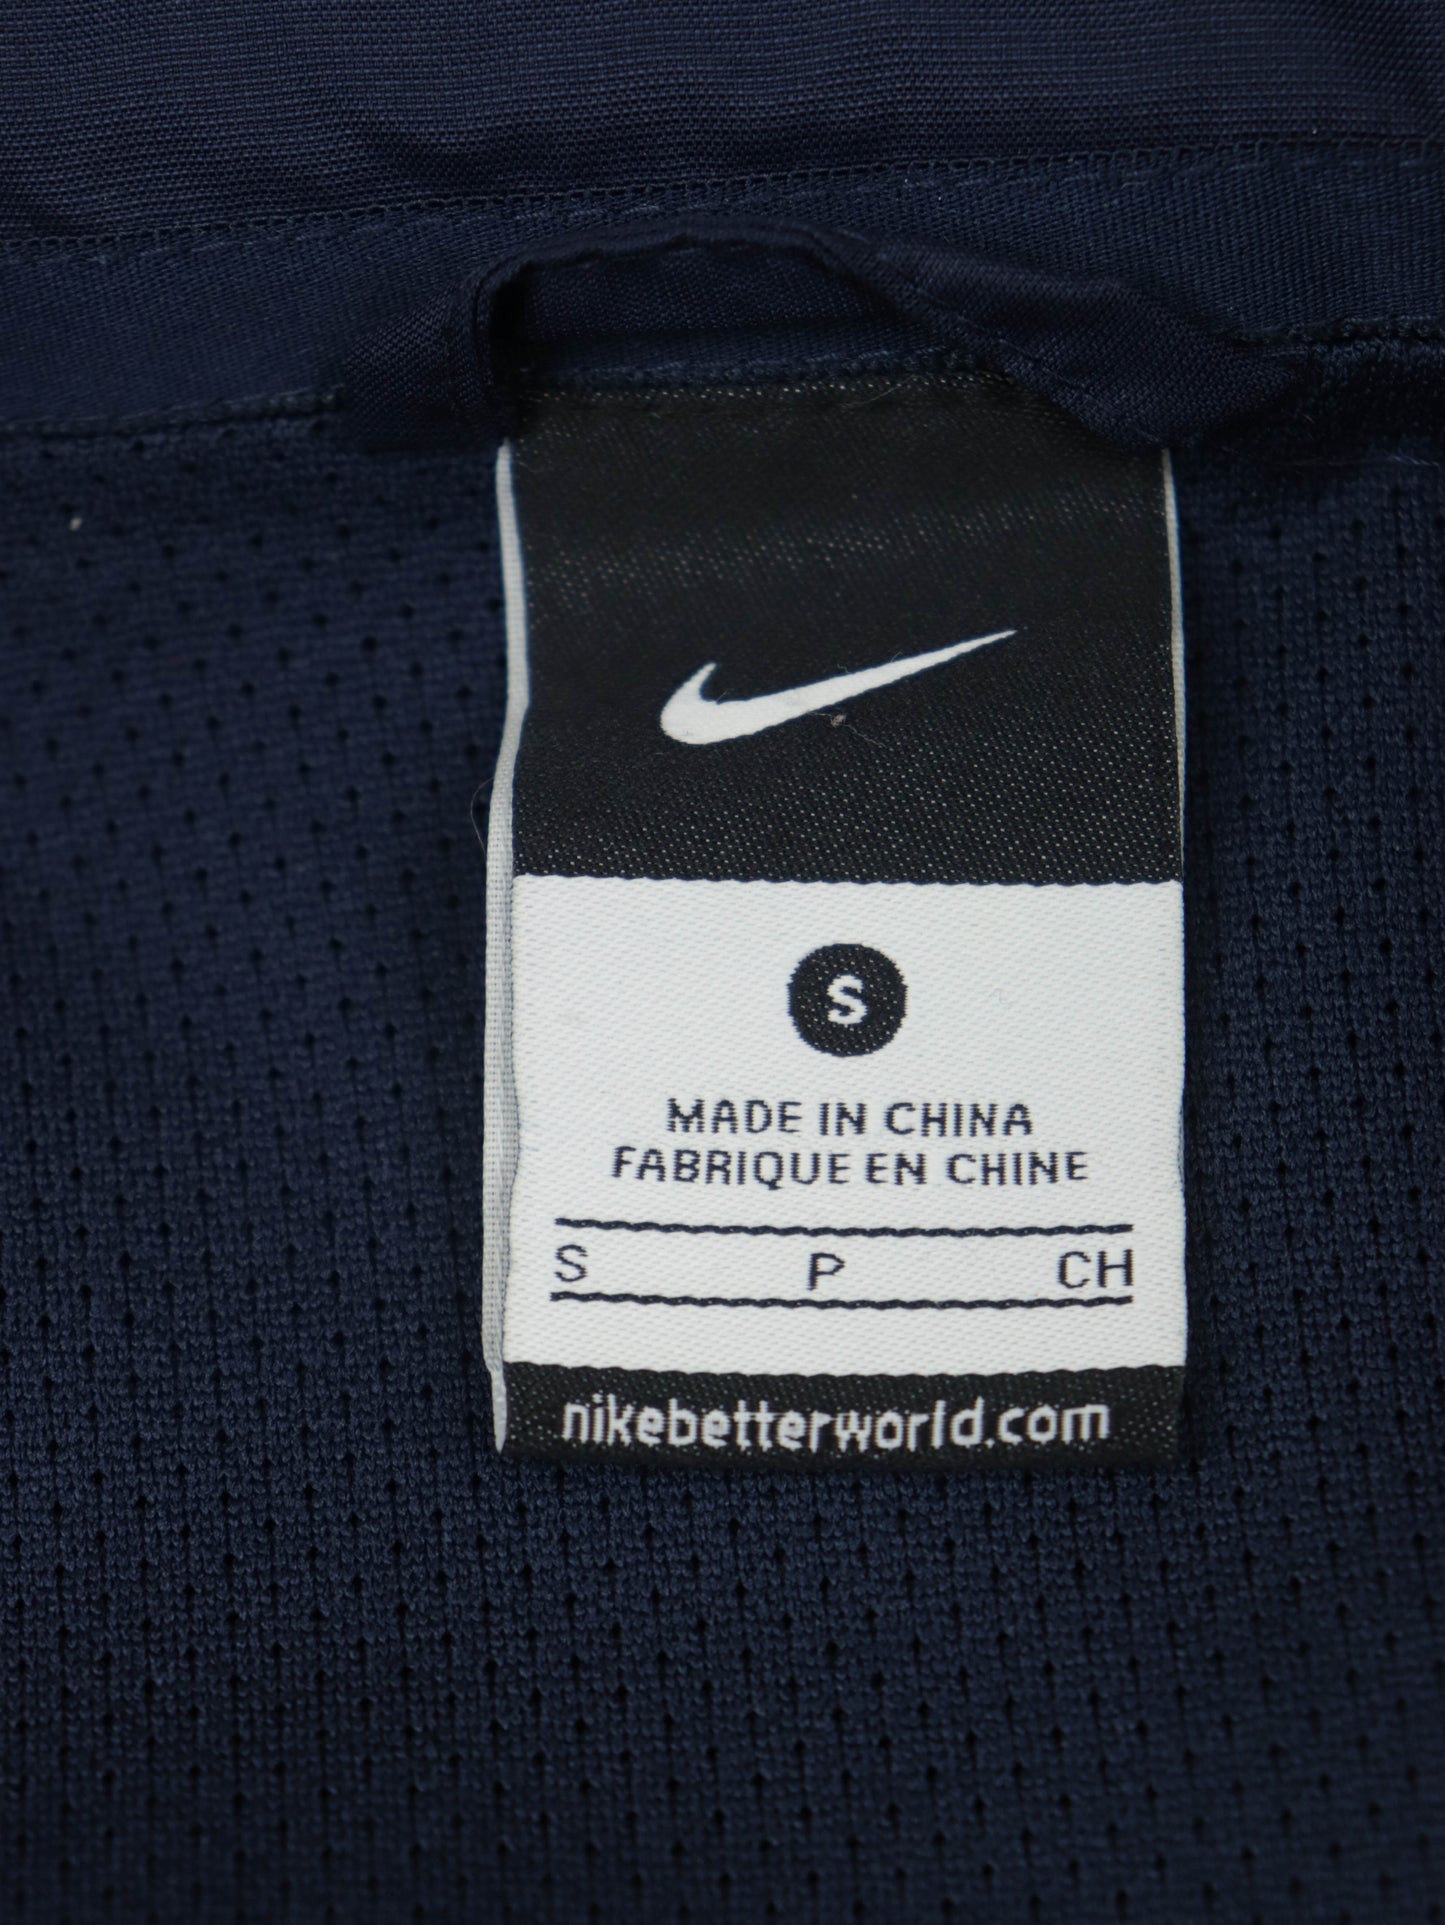 S
MADE IN CHINA
FABRIQUE EN CHINE
S P CH
nikebetterworld.com